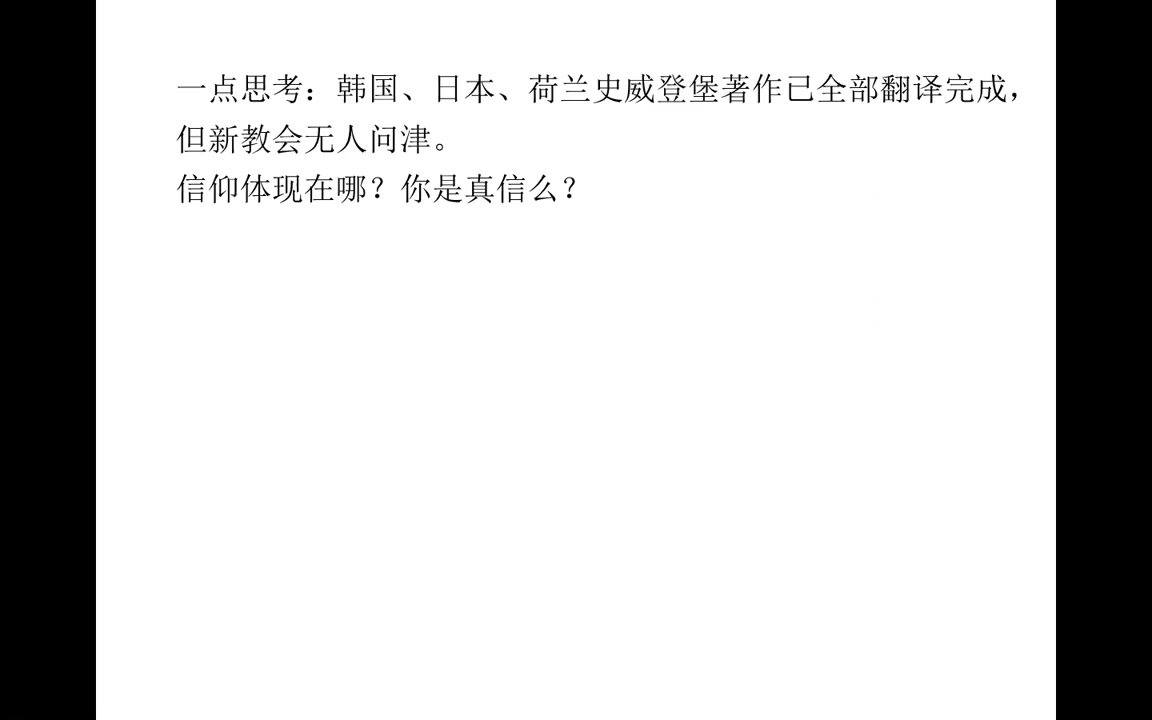 一点思考：韩国、日本、荷兰史威登堡著作已全部翻译完成，
但新教会无人问津。
信仰体现在哪？你是真信么？